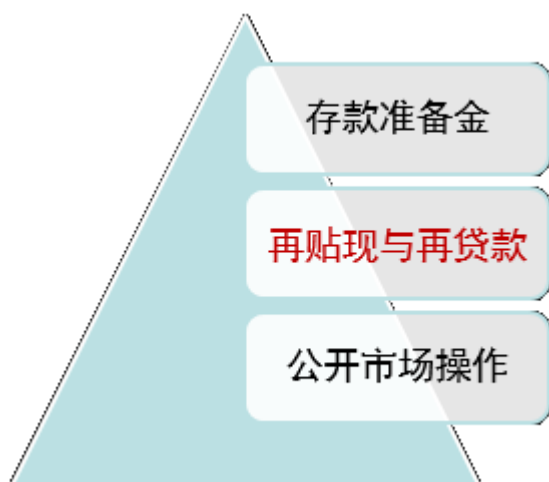 存款准备金
再贴现与再贷款
公开市场操作